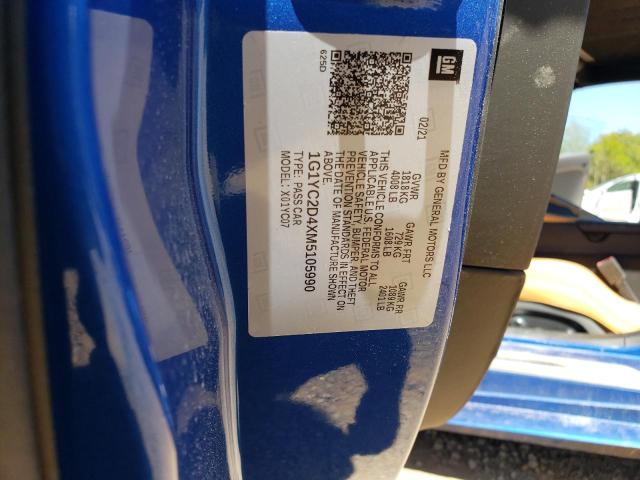 GM
MFD BY GENERAL MOTORS LLC
02/21
GVWR GAWR FRT GAWR RR
1818 KG 729 KG 1089 KG
4008 LB 1608 LB 2401 LB
THIS VEHICLE CONFORMS TO ALL
APPLICABLE U.S. FEDERAL MOTOR
VEHICLE SAFETY, BUMPER, AND THEFT
PREVENTION STANDARDS IN EFFECT ON
THE DATE OF MANUFACTURE SHOWN
ABOVE.
1G1YC2D4XM5105990
TYPE: PASS CAR
MODEL: X01YC07
625D